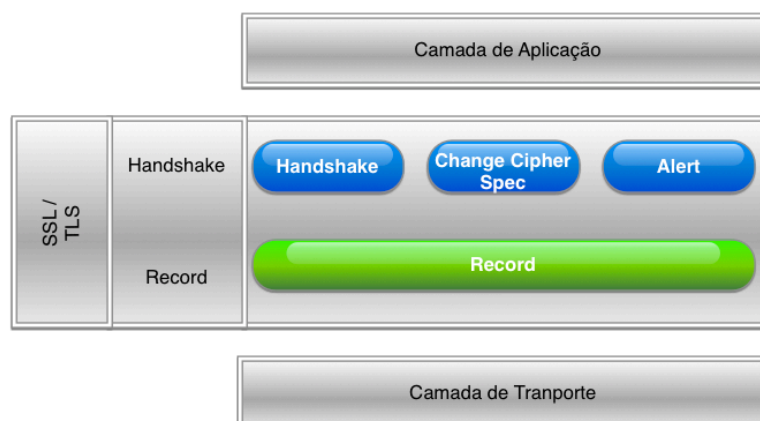 Camada de Aplicação
SSL /
TLS
Handshake
Handshake
Change Cipher
Spec
Alert
Record
Record
Camada de Tranporte